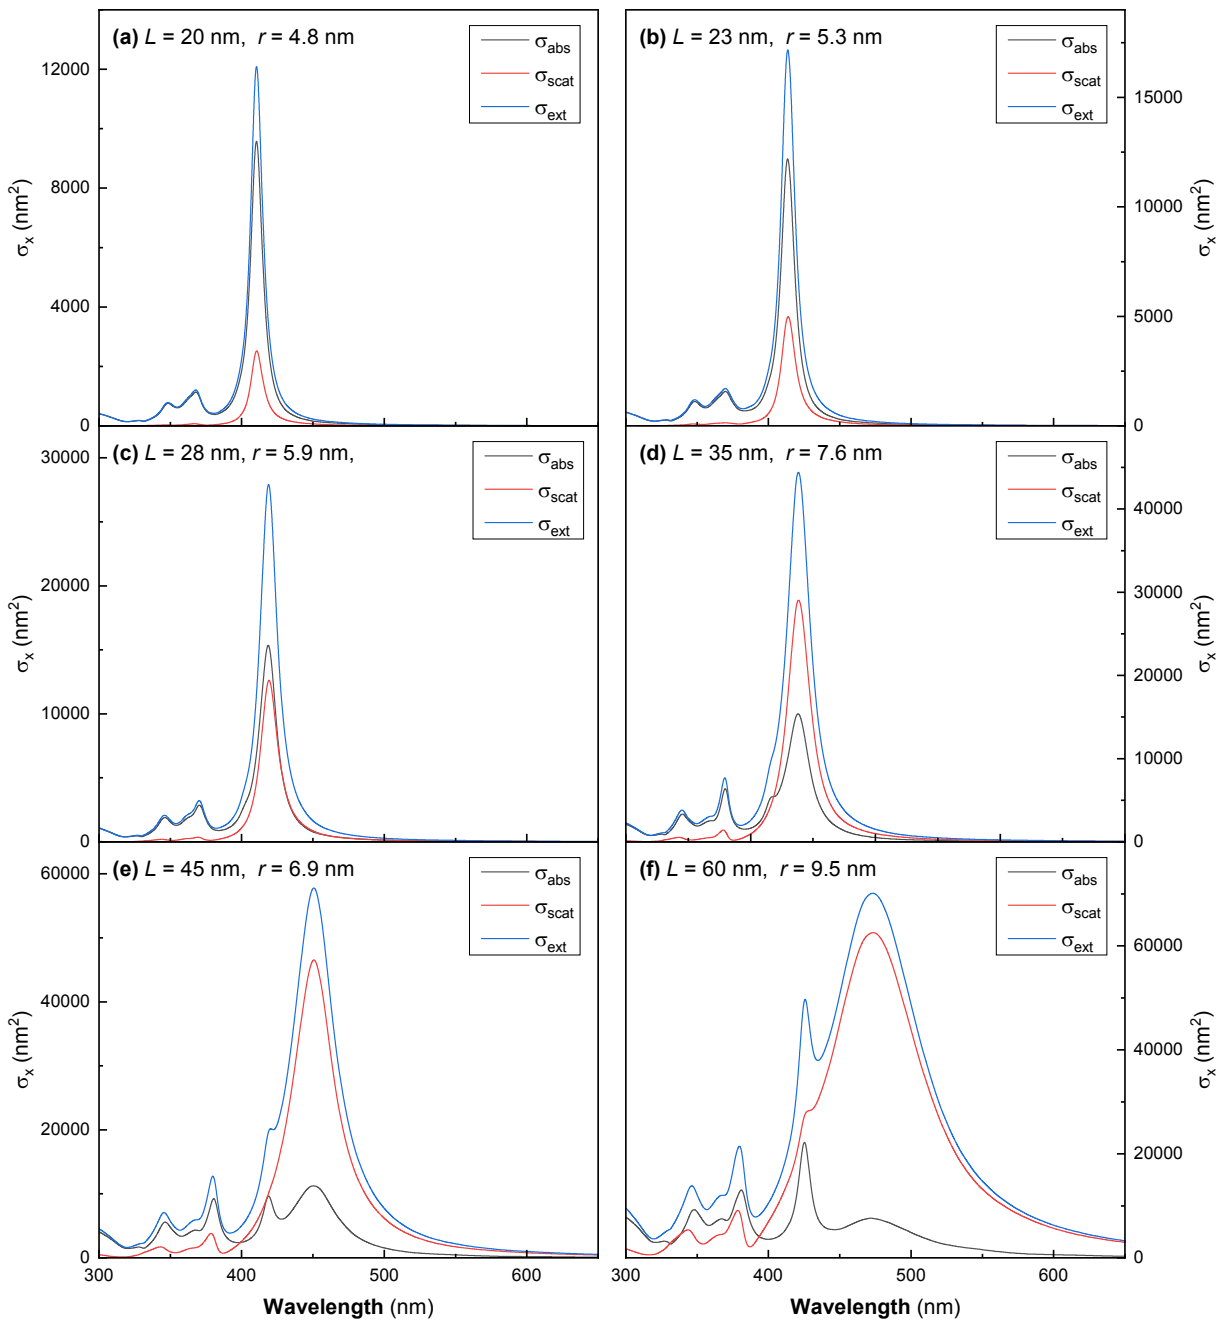 (a) L = 20 nm, r = 4.8 nm
σabs
σscat
σext
12000
8000
4000
0
σx (nm²)
(b) L = 23 nm, r = 5.3 nm
σabs
σscat
σext
15000
10000
5000
0
σx (nm²)
(c) L = 28 nm, r = 5.9 nm,
σabs
σscat
σext
30000
20000
10000
0
σx (nm²)
(d) L = 35 nm, r = 7.6 nm
σabs
σscat
σext
40000
30000
20000
10000
0
σx (nm²)
(e) L = 45 nm, r = 6.9 nm
σabs
σscat
σext
60000
40000
20000
0
σx (nm²)
300 400 500 600
Wavelength (nm)
(f) L = 60 nm, r = 9.5 nm
σabs
σscat
σext
60000
40000
20000
0
σx (nm²)
300 400 500 600
Wavelength (nm)